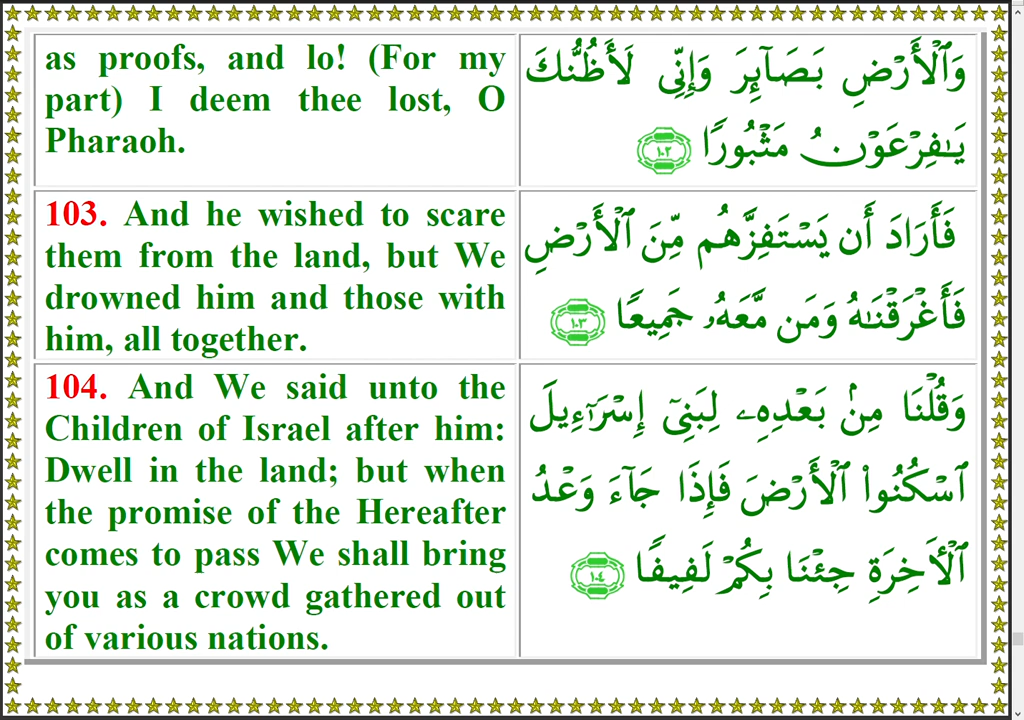 as proofs, and lo! (For my
part) I deem thee lost, O
Pharaoh.
وَٱلْأَرْضِ بَصَآئِرَ وَإِنِّى لَأَظُنُّكَ
يَـٰفِرْعَوْنُ مَثْبُورًا ١٠٢
103. And he wished to scare
them from the land, but We
drowned him and those with
him, all together.
فَأَرَادَ أَن يَسْتَفِزَّهُم مِّنَ ٱلْأَرْضِ
فَأَغْرَقْنَـٰهُ وَمَن مَّعَهُۥ جَمِيعًا ١٠٣
104. And We said unto the
Children of Israel after him:
Dwell in the land; but when
the promise of the Hereafter
comes to pass We shall bring
you as a crowd gathered out
of various nations.
وَقُلْنَا مِنۢ بَعْدِهِۦ لِبَنِىٓ إِسْرَٰٓءِيلَ
ٱسْكُنُوا۟ ٱلْأَرْضَ فَإِذَا جَآءَ وَعْدُ
ٱلْـَٔاخِرَةِ جِئْنَا بِكُمْ لَفِيفًا ١٠٤